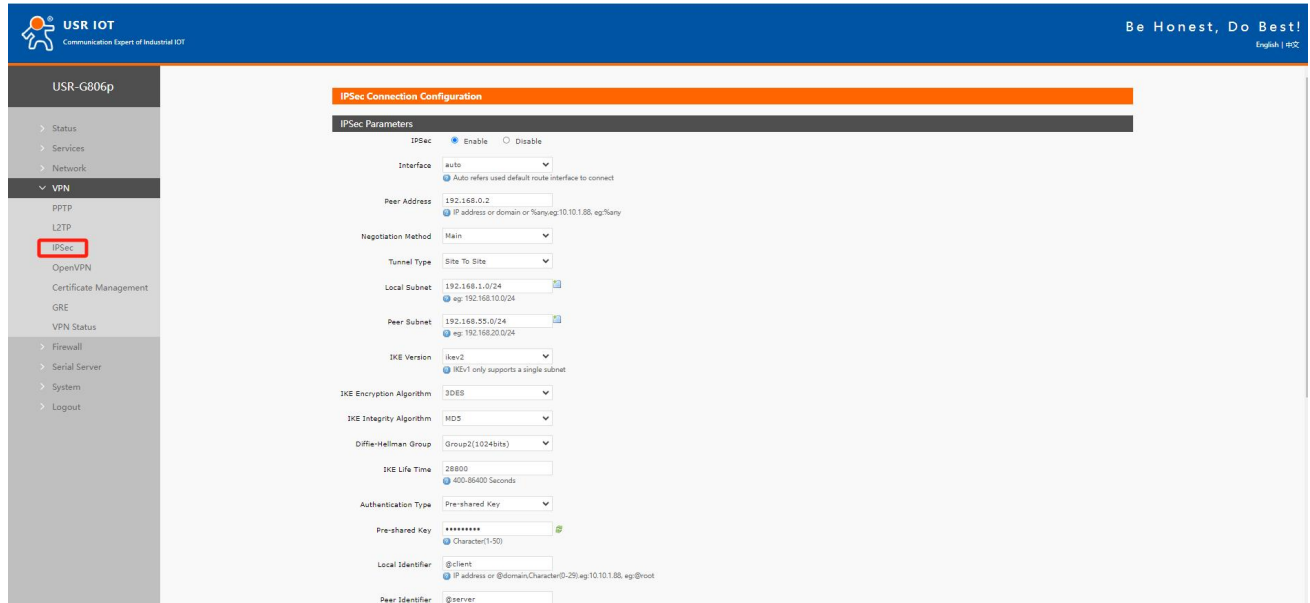 USR IOT
Communication Expert of Industrial IOT
Be Honest, Do Best!
English | 中文
USR-G806p
Status
Services
Network
VPN
PPTP
L2TP
IPSec
OpenVPN
Certificate Management
GRE
VPN Status
Firewall
Serial Server
System
Logout
IPSec Connection Configuration
IPSec Parameters
IPSec Enable Disable
Interface auto
Auto refers used default route interface to connect
Peer Address 192.168.0.2
IP address or domain or %any,eg:10.10.1.88, eg:%any
Negotiation Method Main
Tunnel Type Site To Site
Local Subnet 192.168.1.0/24
eg: 192.168.10.0/24
Peer Subnet 192.168.55.0/24
eg: 192.168.20.0/24
IKE Version ikev2
IKEv1 only supports a single subnet
IKE Encryption Algorithm 3DES
IKE Integrity Algorithm MD5
Diffie-Hellman Group Group2(1024bits)
IKE Life Time 28800
400-86400 Seconds
Authentication Type Pre-shared Key
Pre-shared Key •••••••••
Character(1-50)
Local Identifier @client
IP address or @domain,Character(0-29),eg:10.10.1.88, eg:@root
Peer Identifier @server